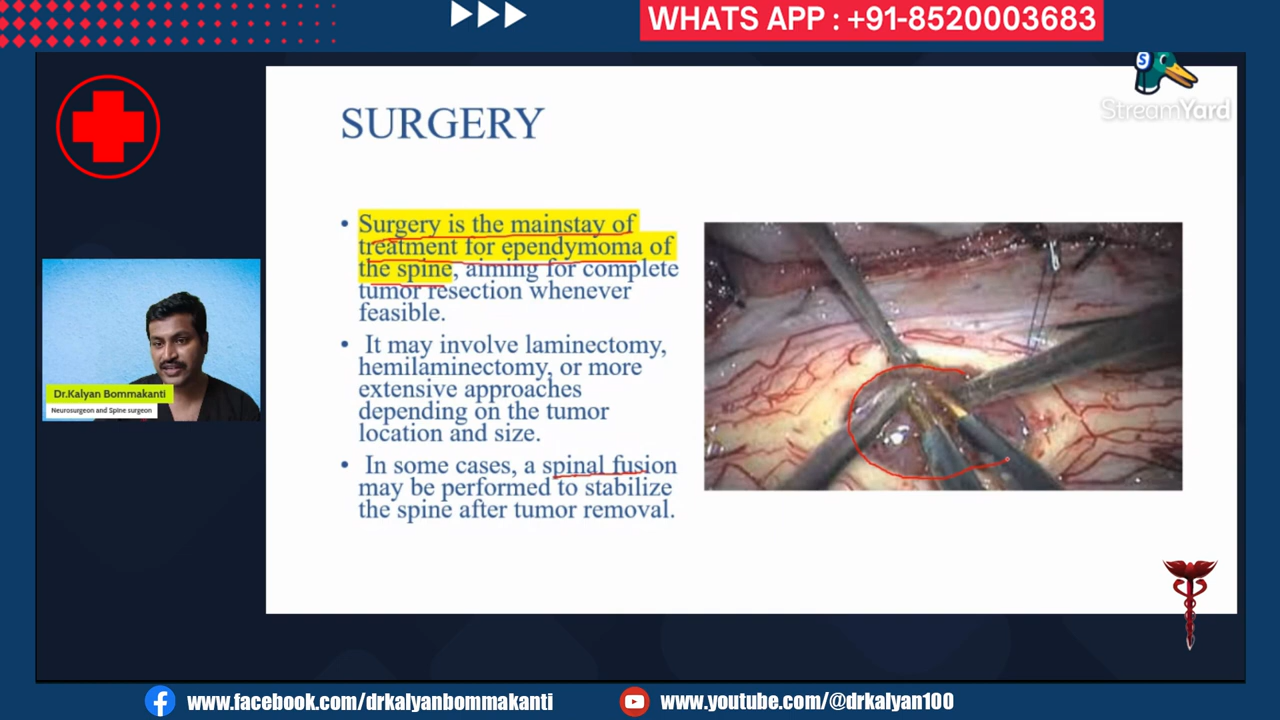 WHATS APP : +91-8520003683
S
StreamYard
SURGERY
• Surgery is the mainstay of
treatment for ependymoma of
the spine, aiming for complete
tumor resection whenever
feasible.
• It may involve laminectomy,
hemilaminectomy, or more
extensive approaches
depending on the tumor
location and size.
• In some cases, a spinal fusion
may be performed to stabilize
the spine after tumor removal.
Dr.Kalyan Bommakanti
Neurosurgeon and Spine surgeon
www.facebook.com/drkalyanbommakanti
www.youtube.com/@drkalyan100